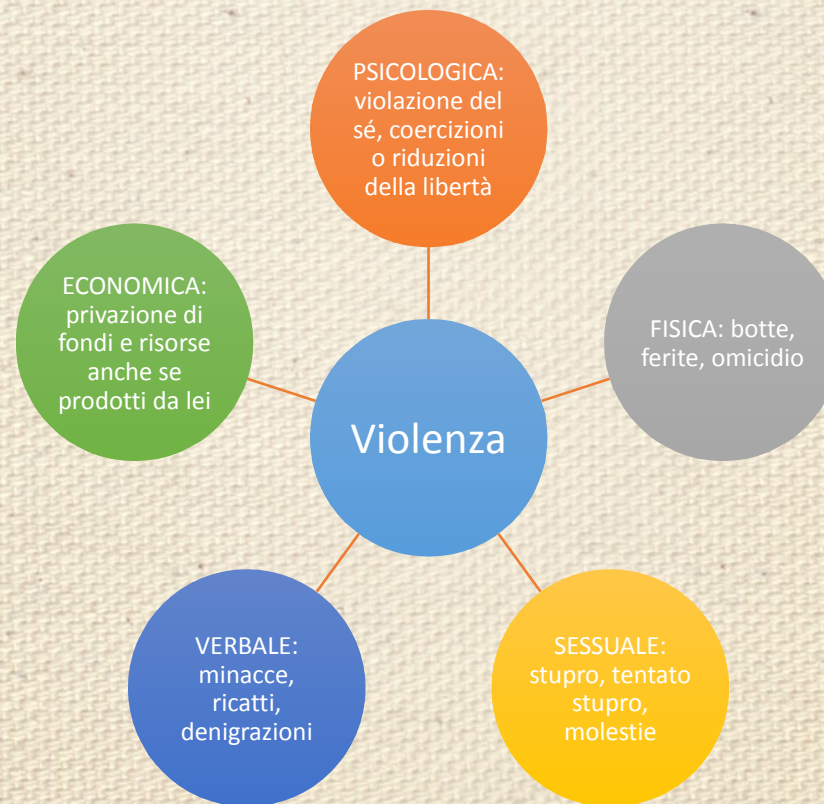 PSICOLOGICA:
violazione del
sé, coercizioni
o riduzioni
della libertà
ECONOMICA:
privazione di
fondi e risorse
anche se
prodotti da lei
FISICA: botte,
ferite, omicidio
Violenza
VERBALE:
minacce,
ricatti,
denigrazioni
SESSUALE:
stupro, tentato
stupro,
molestie